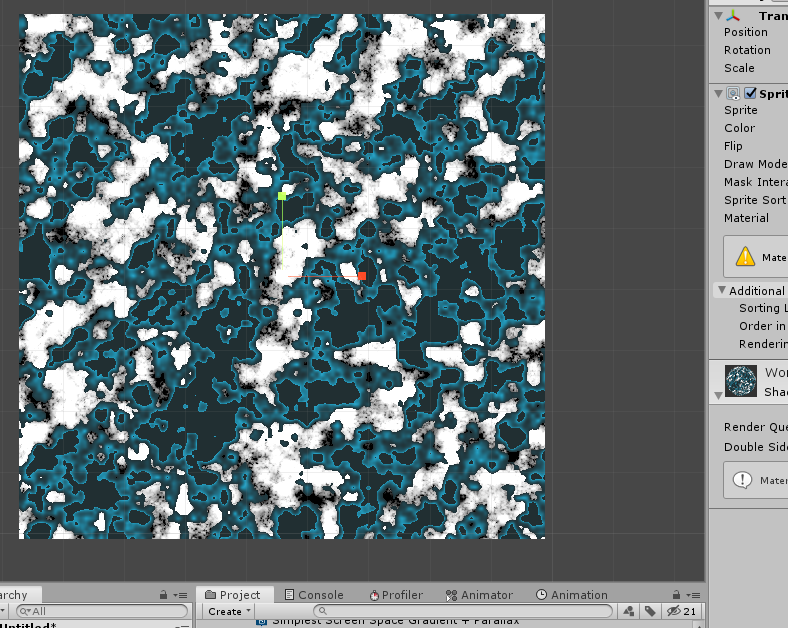 Tran
Position
Rotation
Scale
Sprit
Sprite
Color
Flip
Draw Mode
Mask Intera
Sprite Sort
Material
Mate
Additional
Sorting L
Order in
Renderin
Wor
Shad
Render Que
Double Side
Mater
archy
Project
Console
Profiler
Animator
Animation
All
Create
21
Untitled*
Simplest Screen Space Gradient + Parallax